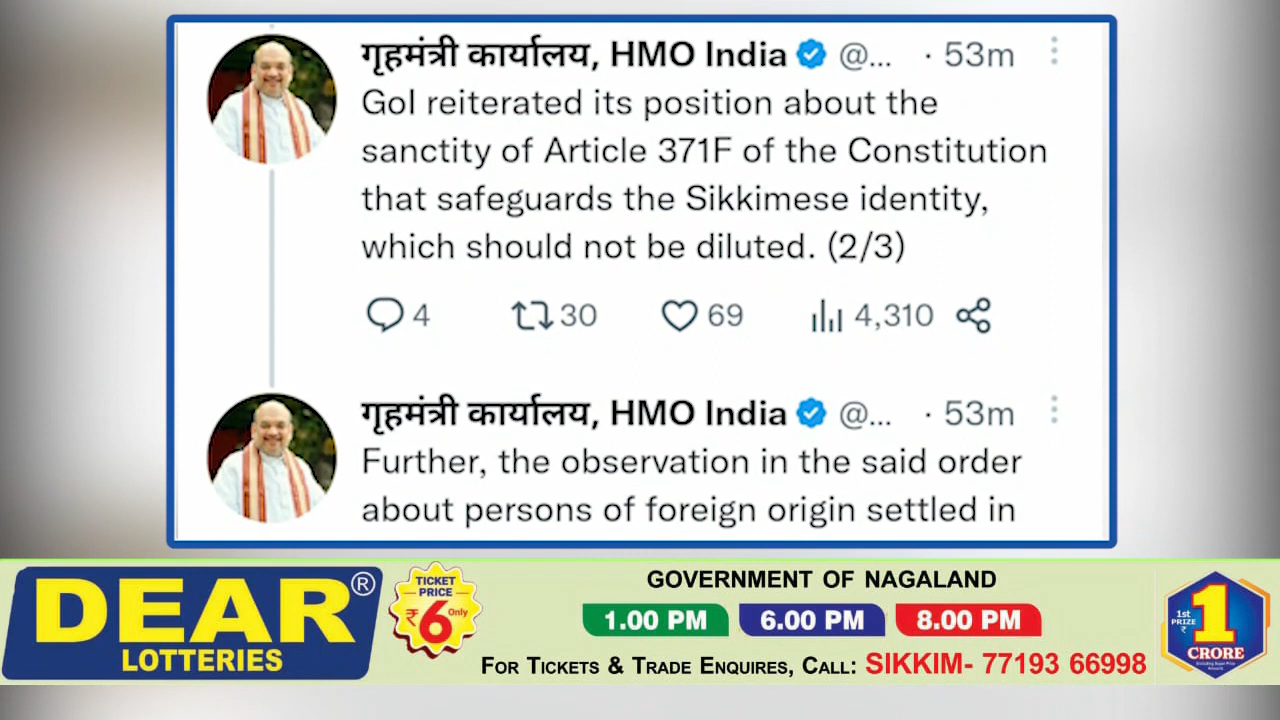 गृहमंत्री कार्यालय, HMO India @... · 53m
GoI reiterated its position about the
sanctity of Article 371F of the Constitution
that safeguards the Sikkimese identity,
which should not be diluted. (2/3)
4 30 69 4,310
गृहमंत्री कार्यालय, HMO India @... · 53m
Further, the observation in the said order
about persons of foreign origin settled in
DEAR®
LOTTERIES
TICKET
PRICE
₹6 Only
GOVERNMENT OF NAGALAND
1.00 PM 6.00 PM 8.00 PM
FOR TICKETS & TRADE ENQUIRES, CALL: SIKKIM- 77193 66998
1st
PRIZE
₹
1
CRORE